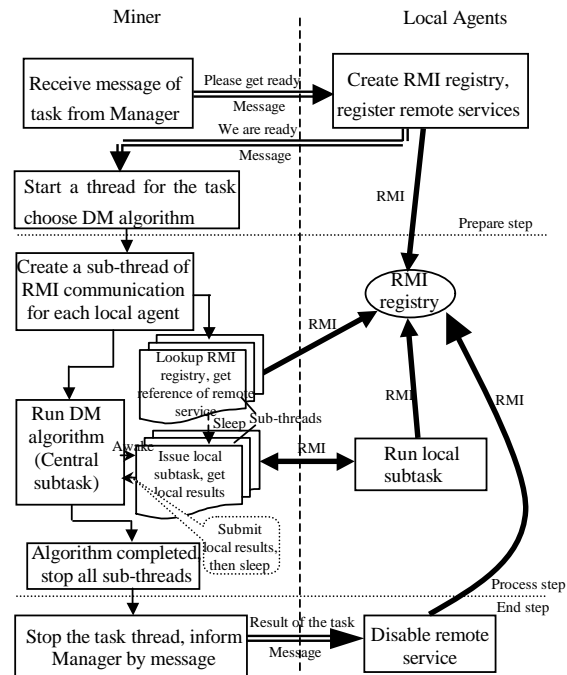 Miner
Local Agents
Receive message of
task from Manager
Please get ready
Message
Create RMI registry,
register remote services
We are ready
Message
Start a thread for the task
choose DM algorithm
RMI
Prepare step
Create a sub-thread of
RMI communication
for each local agent
RMI
registry
RMI
Lookup RMI
registry, get
reference of remote
service
Sleep
Sub-threads
RMI
RMI
Run DM
algorithm
(Central
subtask)
Awake
Issue local
subtask, get
local results
RMI
Run local
subtask
Submit
local results,
then sleep
Algorithm completed,
stop all sub-threads
Process step
End step
Stop the task thread, inform
Manager by message
Result of the task
Message
Disable remote
service